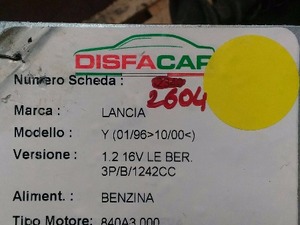 DISFACAR
Numero Scheda :
2604
Marca : LANCIA
Modello : Y (01/96>10/00<)
Versione : 1.2 16V LE BER.
3P/B/1242CC
Aliment. : BENZINA
Tipo Motore: 840A3.000